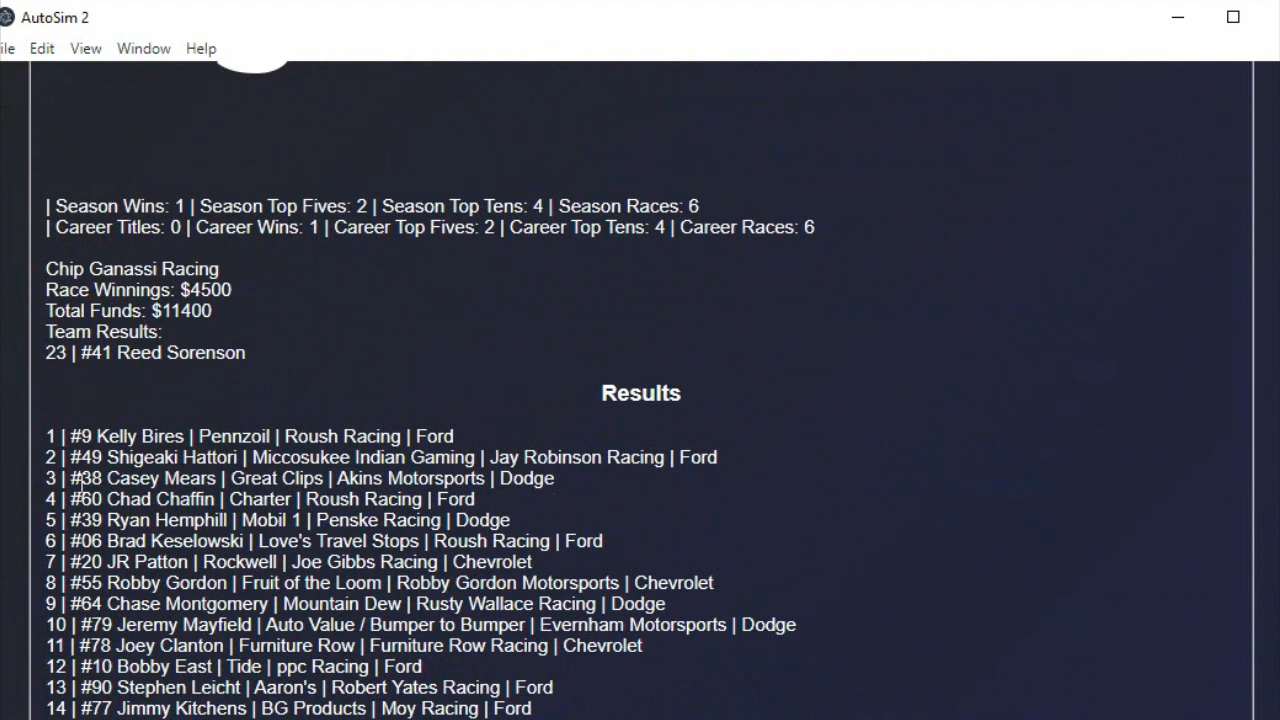 AutoSim 2
ile Edit View Window Help
| Season Wins: 1 | Season Top Fives: 2 | Season Top Tens: 4 | Season Races: 6
| Career Titles: 0 | Career Wins: 1 | Career Top Fives: 2 | Career Top Tens: 4 | Career Races: 6
Chip Ganassi Racing
Race Winnings: $4500
Total Funds: $11400
Team Results:
23 | #41 Reed Sorenson
Results
1 | #9 Kelly Bires | Pennzoil | Roush Racing | Ford
2 | #49 Shigeaki Hattori | Miccosukee Indian Gaming | Jay Robinson Racing | Ford
3 | #38 Casey Mears | Great Clips | Akins Motorsports | Dodge
4 | #60 Chad Chaffin | Charter | Roush Racing | Ford
5 | #39 Ryan Hemphill | Mobil 1 | Penske Racing | Dodge
6 | #06 Brad Keselowski | Love's Travel Stops | Roush Racing | Ford
7 | #20 JR Patton | Rockwell | Joe Gibbs Racing | Chevrolet
8 | #55 Robby Gordon | Fruit of the Loom | Robby Gordon Motorsports | Chevrolet
9 | #64 Chase Montgomery | Mountain Dew | Rusty Wallace Racing | Dodge
10 | #79 Jeremy Mayfield | Auto Value / Bumper to Bumper | Evernham Motorsports | Dodge
11 | #78 Joey Clanton | Furniture Row | Furniture Row Racing | Chevrolet
12 | #10 Bobby East | Tide | ppc Racing | Ford
13 | #90 Stephen Leicht | Aaron's | Robert Yates Racing | Ford
14 | #77 Jimmy Kitchens | BG Products | Moy Racing | Ford